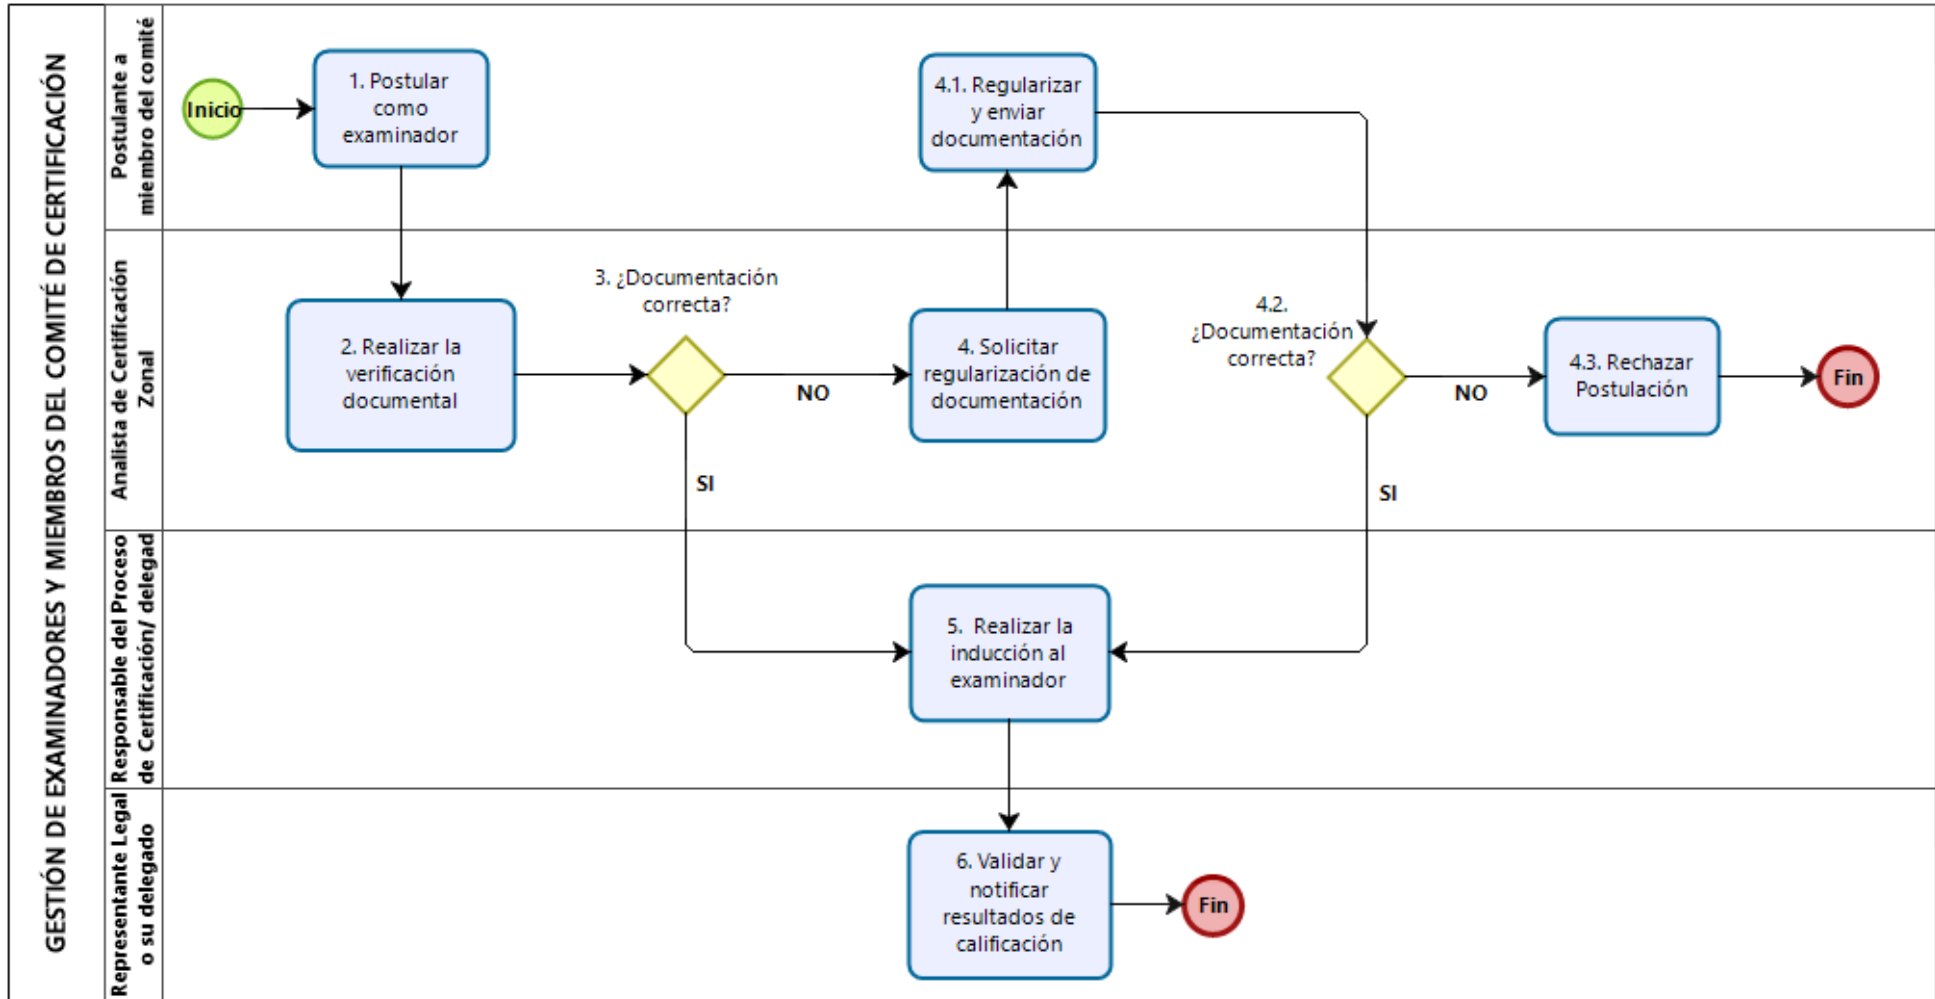 GESTIÓN DE EXAMINADORES Y MIEMBROS DEL COMITÉ DE CERTIFICACIÓN
Postulante a
miembro del comité
Inicio
1. Postular
como
examinador
4.1. Regularizar
y enviar
documentación
Analista de Certificación
Zonal
2. Realizar la
verificación
documental
3. ¿Documentación
correcta?
NO
SI
4. Solicitar
regularización de
documentación
4.2.
¿Documentación
correcta?
NO
SI
4.3. Rechazar
Postulación
Fin
Responsable del Proceso
de Certificación/ delegad
5. Realizar la
inducción al
examinador
Representante Legal
o su delegado
6. Validar y
notificar
resultados de
calificación
Fin